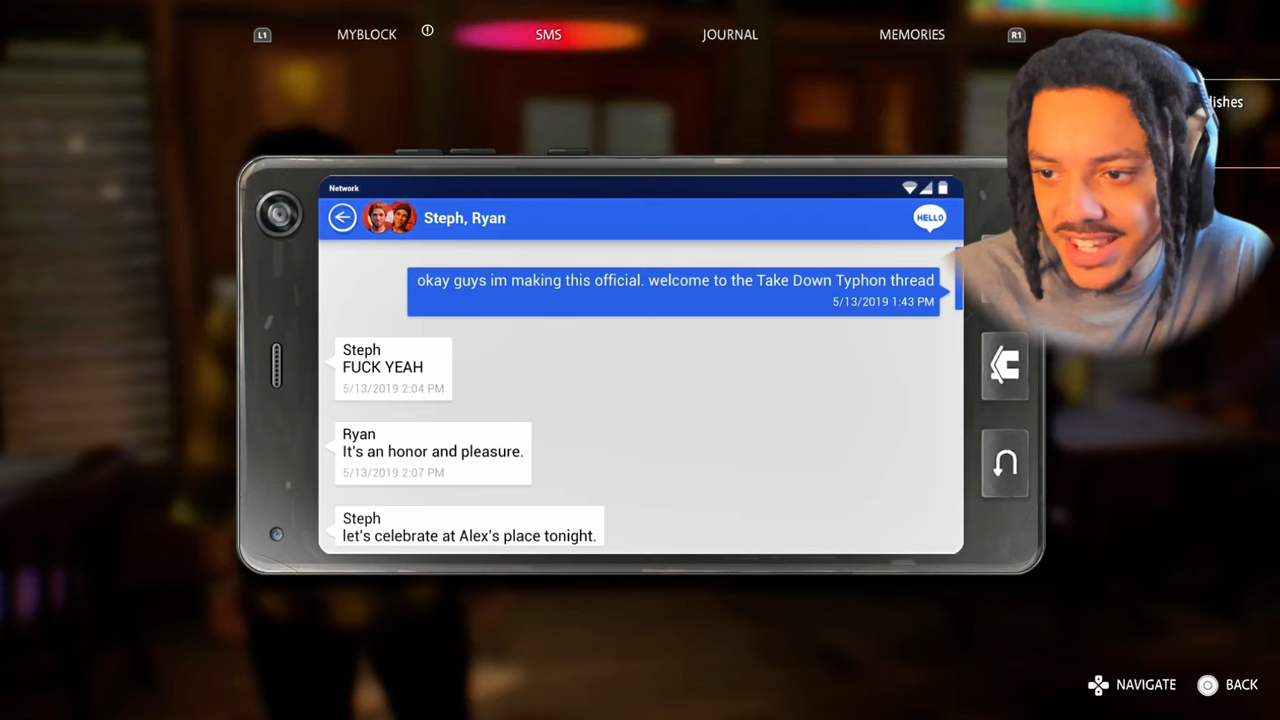 L1 MYBLOCK SMS JOURNAL MEMORIES R1
Network
Steph, Ryan
HELLO
okay guys im making this official. welcome to the Take Down Typhon thread
5/13/2019 1:43 PM
Steph
FUCK YEAH
5/13/2019 2:04 PM
Ryan
It's an honor and pleasure.
5/13/2019 2:07 PM
Steph
let's celebrate at Alex's place tonight.
NAVIGATE BACK